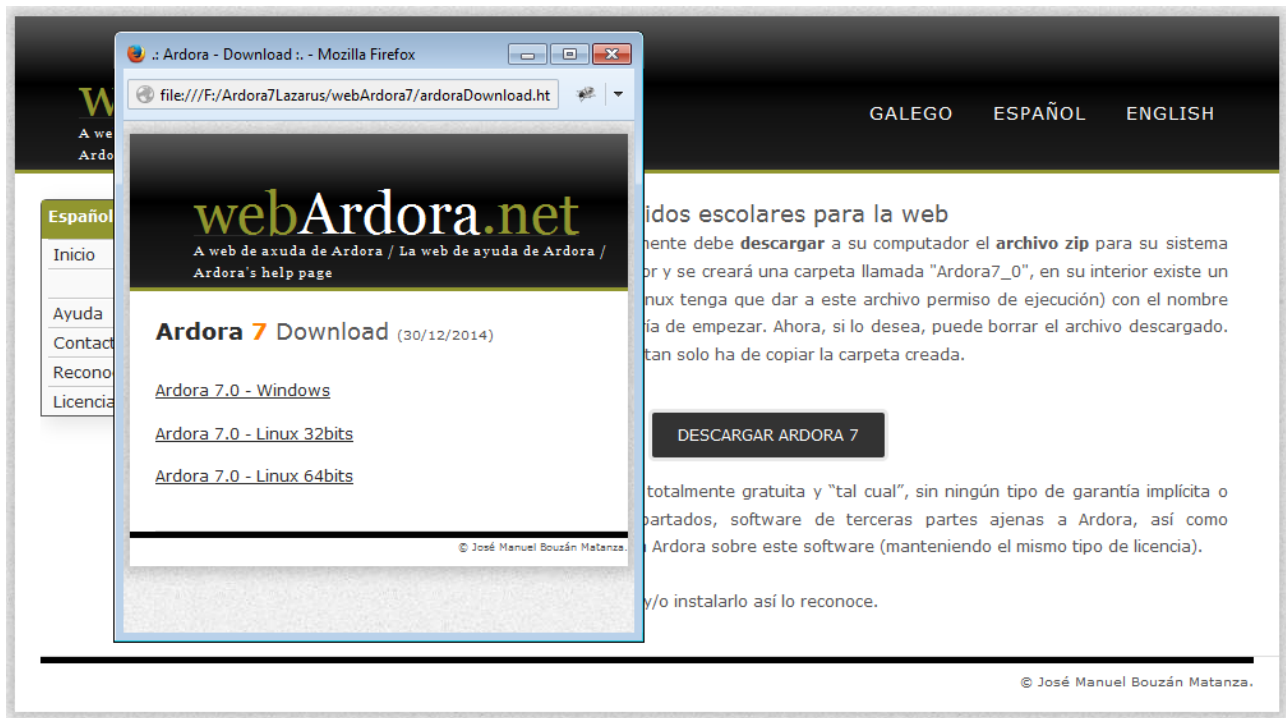 .: Ardora - Download :. - Mozilla Firefox
file:///F:/Ardora7Lazarus/webArdora7/ardoraDownload.ht
webArdora.net
A web de axuda de Ardora / La web de ayuda de Ardora /
Ardora's help page
Ardora 7 Download (30/12/2014)
Ardora 7.0 - Windows
Ardora 7.0 - Linux 32bits
Ardora 7.0 - Linux 64bits
© José Manuel Bouzán Matanza.
A we
Ardo
GALEGO ESPAÑOL ENGLISH
Español
Inicio
Ayuda
Contact
Recono
Licencia
idos escolares para la web
mente debe descargar a su computador el archivo zip para su sistema
or y se creará una carpeta llamada "Ardora7_0", en su interior existe un
nux tenga que dar a este archivo permiso de ejecución) con el nombre
ía de empezar. Ahora, si lo desea, puede borrar el archivo descargado.
tan solo ha de copiar la carpeta creada.
DESCARGAR ARDORA 7
totalmente gratuita y “tal cual”, sin ningún tipo de garantía implícita o
partados, software de terceras partes ajenas a Ardora, así como
Ardora sobre este software (manteniendo el mismo tipo de licencia).
y/o instalarlo así lo reconoce.
© José Manuel Bouzán Matanza.